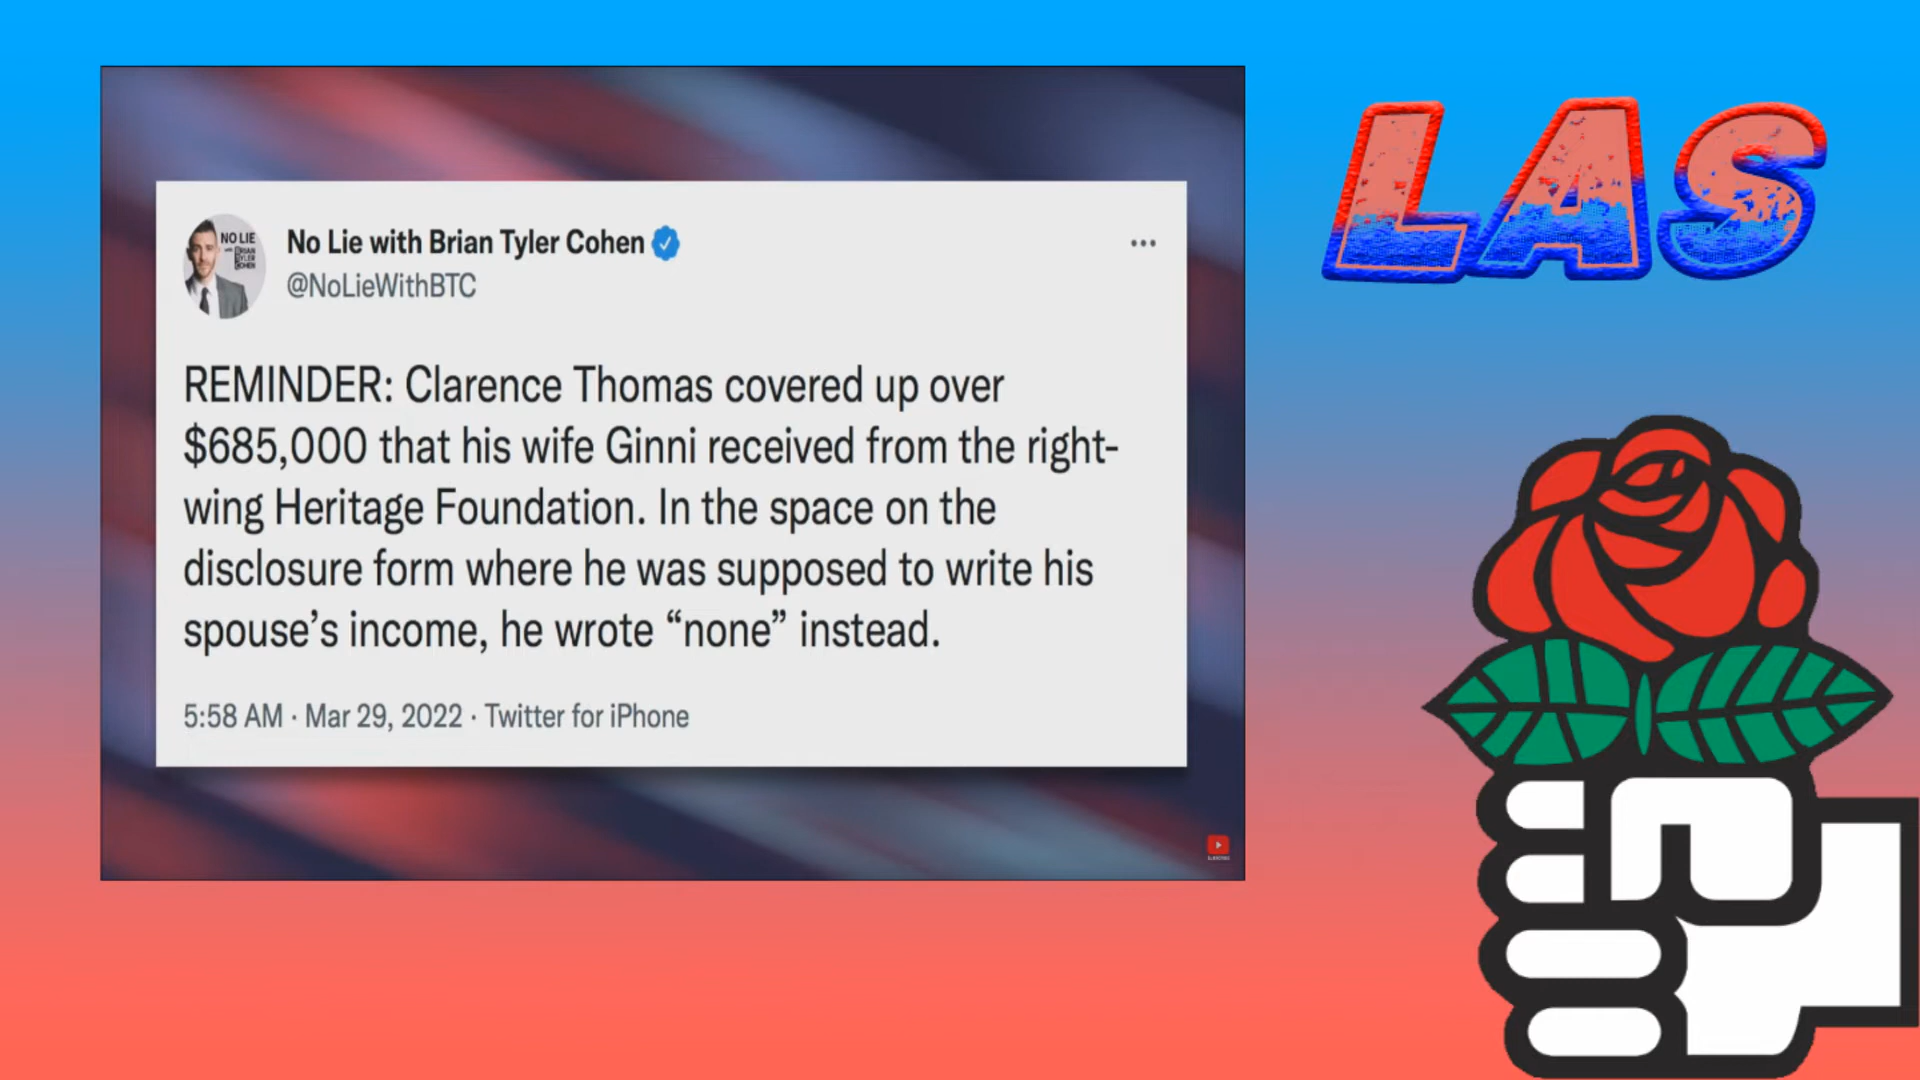 LAS
NO LIE
No Lie with Brian Tyler Cohen
@NoLieWithBTC
REMINDER: Clarence Thomas covered up over
$685,000 that his wife Ginni received from the right-
wing Heritage Foundation. In the space on the
disclosure form where he was supposed to write his
spouse’s income, he wrote “none” instead.
5:58 AM · Mar 29, 2022 · Twitter for iPhone